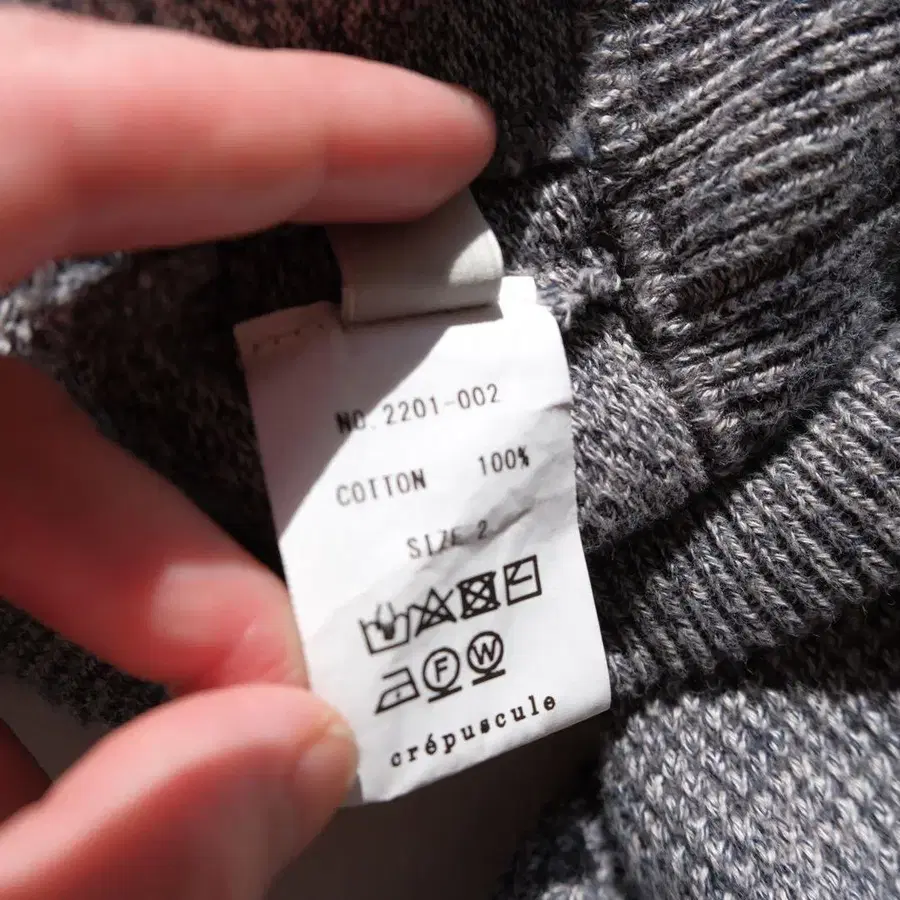 NO. 2201-002
COTTON 100%
SIZE 2
F W
crépuscule